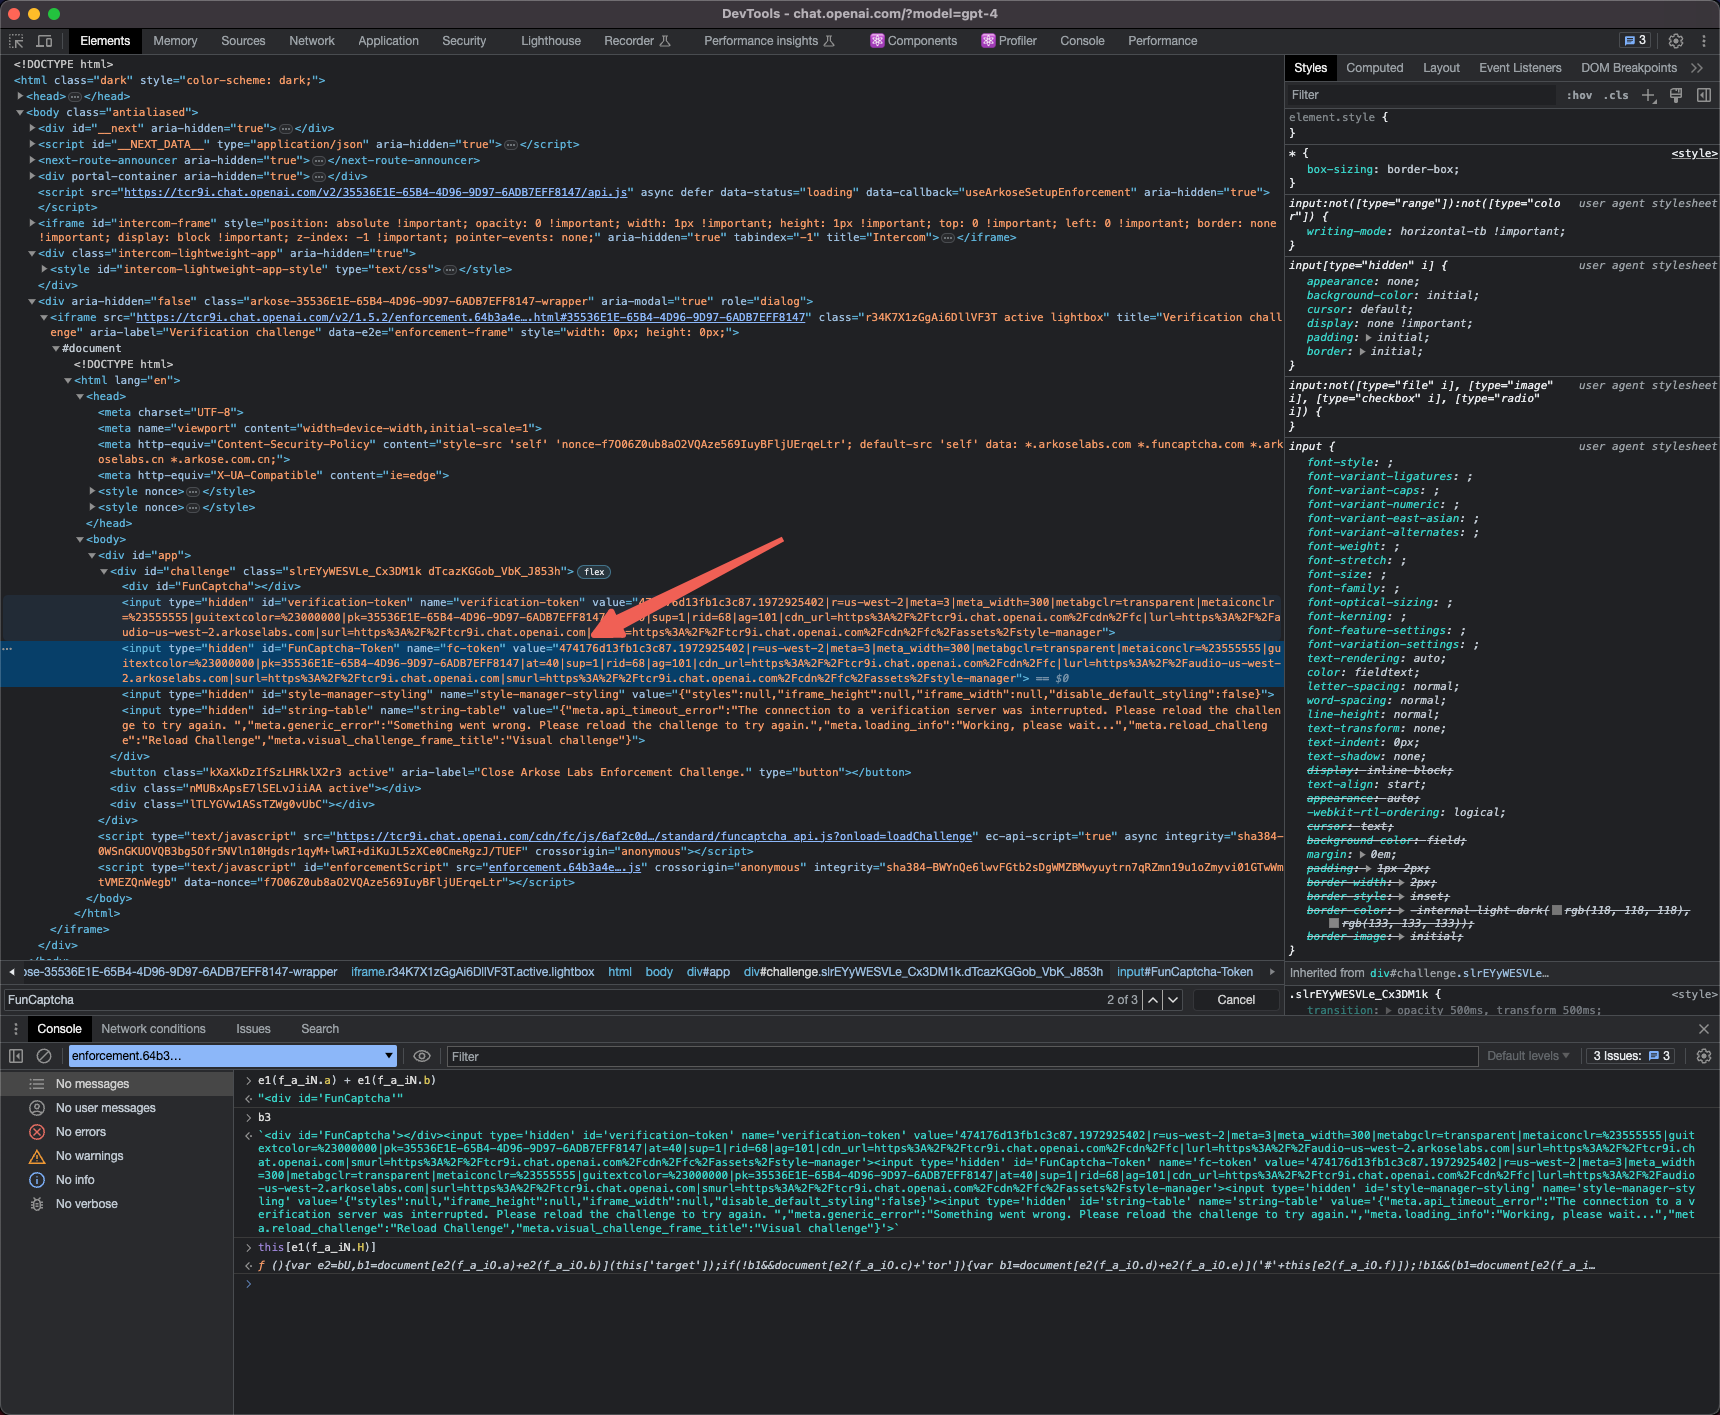 DevTools - chat.openai.com/?model=gpt-4
Elements Memory Sources Network Application Security Lighthouse Recorder Performance insights Components Profiler Console Performance 3
<!DOCTYPE html>
<html class="dark" style="color-scheme: dark;">
<head> ... </head>
<body class="antialiased">
<div id="__next" aria-hidden="true"> ... </div>
<script id="__NEXT_DATA__" type="application/json" aria-hidden="true"> ... </script>
<next-route-announcer aria-hidden="true"> ... </next-route-announcer>
<div portal-container aria-hidden="true"> ... </div>
<script src="https://tcr9i.chat.openai.com/v2/35536E1E-65B4-4D96-9D97-6ADB7EFF8147/api.js" async defer data-status="loading" data-callback="useArkoseSetupEnforcement" aria-hidden="true">
</script>
<iframe id="intercom-frame" style="position: absolute !important; opacity: 0 !important; width: 1px !important; height: 1px !important; top: 0 !important; left: 0 !important; border: none
!important; display: block !important; z-index: -1 !important; pointer-events: none;" aria-hidden="true" tabindex="-1" title="Intercom"> ... </iframe>
<div class="intercom-lightweight-app" aria-hidden="true">
<style id="intercom-lightweight-app-style" type="text/css"> ... </style>
</div>
<div aria-hidden="false" class="arkose-35536E1E-65B4-4D96-9D97-6ADB7EFF8147-wrapper" aria-modal="true" role="dialog">
<iframe src="https://tcr9i.chat.openai.com/v2/1.5.2/enforcement.64b3a4e….html#35536E1E-65B4-4D96-9D97-6ADB7EFF8147" class="r34K7X1zGgAi6DllVF3T active lightbox" title="Verification chall
enge" aria-label="Verification challenge" data-e2e="enforcement-frame" style="width: 0px; height: 0px;">
#document
<!DOCTYPE html>
<html lang="en">
<head>
<meta charset="UTF-8">
<meta name="viewport" content="width=device-width,initial-scale=1">
<meta http-equiv="Content-Security-Policy" content="style-src 'self' 'nonce-f7O06Z0ub8aO2VQAze569IuyBFljUErqeLtr'; default-src 'self' data: *.arkoselabs.com *.funcaptcha.com *.ark
oselabs.cn *.arkose.com.cn;">
<meta http-equiv="X-UA-Compatible" content="ie=edge">
<style nonce> ... </style>
<style nonce> ... </style>
</head>
<body>
<div id="app">
<div id="challenge" class="slrEYyWESVLe_Cx3DM1k dTcazKGGob_VbK_J853h"> flex
<div id="FunCaptcha"></div>
<input type="hidden" id="verification-token" name="verification-token" value="474176d13fb1c3c87.1972925402|r=us-west-2|meta=3|meta_width=300|metabgclr=transparent|metaiconclr
=%23555555|guitextcolor=%23000000|pk=35536E1E-65B4-4D96-9D97-6ADB7EFF8147 |sup=1|rid=68|ag=101|cdn_url=https%3A%2F%2Ftcr9i.chat.openai.com%2Fcdn%2Ffc|lurl=https%3A%2F%2Fa
udio-us-west-2.arkoselabs.com|surl=https%3A%2F%2Ftcr9i.chat.openai.com| =https%3A%2F%2Ftcr9i.chat.openai.com%2Fcdn%2Ffc%2Fassets%2Fstyle-manager">
<input type="hidden" id="FunCaptcha-Token" name="fc-token" value="474176d13fb1c3c87.1972925402|r=us-west-2|meta=3|meta_width=300|metabgclr=transparent|metaiconclr=%23555555|gu
itextcolor=%23000000|pk=35536E1E-65B4-4D96-9D97-6ADB7EFF8147|at=40|sup=1|rid=68|ag=101|cdn_url=https%3A%2F%2Ftcr9i.chat.openai.com%2Fcdn%2Ffc|lurl=https%3A%2F%2Faudio-us-west-
2.arkoselabs.com|surl=https%3A%2F%2Ftcr9i.chat.openai.com|smurl=https%3A%2F%2Ftcr9i.chat.openai.com%2Fcdn%2Ffc%2Fassets%2Fstyle-manager"> == $0
<input type="hidden" id="style-manager-styling" name="style-manager-styling" value="{"styles":null,"iframe_height":null,"iframe_width":null,"disable_default_styling":false}">
<input type="hidden" id="string-table" name="string-table" value="{"meta.api_timeout_error":"The connection to a verification server was interrupted. Please reload the challen
ge to try again. ","meta.generic_error":"Something went wrong. Please reload the challenge to try again.","meta.loading_info":"Working, please wait...","meta.reload_challeng
e":"Reload Challenge","meta.visual_challenge_frame_title":"Visual challenge"}">
</div>
<button class="kXaXkDzIfSzLHRklX2r3 active" aria-label="Close Arkose Labs Enforcement Challenge." type="button"></button>
<div class="nMUBxApsE7lSELvJiiAA active"></div>
<div class="lTLYGVw1ASsTZWg0vUbC"></div>
</div>
<script type="text/javascript" src="https://tcr9i.chat.openai.com/cdn/fc/js/6af2c0d…/standard/funcaptcha_api.js?onload=loadChallenge" ec-api-script="true" async integrity="sha384-
0WSnGKUOVQB3bg5Ofr5NVln10Hgdsr1qyM+lwRI+diKuJL5zXCe0CmeRgzJ/TUEF" crossorigin="anonymous"></script>
<script type="text/javascript" id="enforcementScript" src="enforcement.64b3a4e….js" crossorigin="anonymous" integrity="sha384-BWYnQe6lwvFGtb2sDgWMZBMwyuytrn7qRZmn19u1oZmyvi01GTwWm
tVMEZQnWegb" data-nonce="f7O06Z0ub8aO2VQAze569IuyBFljUErqeLtr"></script>
</body>
</html>
</iframe>
</div>
ose-35536E1E-65B4-4D96-9D97-6ADB7EFF8147-wrapper iframe.r34K7X1zGgAi6DllVF3T.active.lightbox html body div#app div#challenge.slrEYyWESVLe_Cx3DM1k.dTcazKGGob_VbK_J853h input#FunCaptcha-Token
FunCaptcha 2 of 3 Cancel
Styles Computed Layout Event Listeners DOM Breakpoints
Filter :hov .cls
element.style {
}
* { <style>
box-sizing: border-box;
}
input:not([type="range"]):not([type="colo user agent stylesheet
r"]) {
writing-mode: horizontal-tb !important;
}
input[type="hidden" i] { user agent stylesheet
appearance: none;
background-color: initial;
cursor: default;
display: none !important;
padding: initial;
border: initial;
}
input:not([type="file" i], [type="image" user agent stylesheet
i], [type="checkbox" i], [type="radio"
i]) {
}
input { user agent stylesheet
font-style: ;
font-variant-ligatures: ;
font-variant-caps: ;
font-variant-numeric: ;
font-variant-east-asian: ;
font-variant-alternates: ;
font-weight: ;
font-stretch: ;
font-size: ;
font-family: ;
font-optical-sizing: ;
font-kerning: ;
font-feature-settings: ;
font-variation-settings: ;
text-rendering: auto;
color: fieldtext;
letter-spacing: normal;
word-spacing: normal;
line-height: normal;
text-transform: none;
text-indent: 0px;
text-shadow: none;
display: inline-block;
text-align: start;
appearance: auto;
-webkit-rtl-ordering: logical;
cursor: text;
background-color: field;
margin: 0em;
padding: 1px 2px;
border-width: 2px;
border-style: inset;
border-color: -internal-light-dark( rgb(118, 118, 118),
rgb(133, 133, 133));
border-image: initial;
}
Inherited from div#challenge.slrEYyWESVLe…
.slrEYyWESVLe_Cx3DM1k { <style>
transition: opacity 500ms, transform 500ms;
Console Network conditions Issues Search
enforcement.64b3... Filter Default levels 3 Issues: 3
No messages
No user messages
No errors
No warnings
No info
No verbose
e1(f_a_iN.a) + e1(f_a_iN.b)
"<div id='FunCaptcha'"
b3
`<div id='FunCaptcha'></div><input type='hidden' id='verification-token' name='verification-token' value='474176d13fb1c3c87.1972925402|r=us-west-2|meta=3|meta_width=300|metabgclr=transparent|metaiconclr=%23555555|gui
textcolor=%23000000|pk=35536E1E-65B4-4D96-9D97-6ADB7EFF8147|at=40|sup=1|rid=68|ag=101|cdn_url=https%3A%2F%2Ftcr9i.chat.openai.com%2Fcdn%2Ffc|lurl=https%3A%2F%2Faudio-us-west-2.arkoselabs.com|surl=https%3A%2F%2Ftcr9i.ch
at.openai.com|smurl=https%3A%2F%2Ftcr9i.chat.openai.com%2Fcdn%2Ffc%2Fassets%2Fstyle-manager'><input type='hidden' id='FunCaptcha-Token' name='fc-token' value='474176d13fb1c3c87.1972925402|r=us-west-2|meta=3|meta_width
=300|metabgclr=transparent|metaiconclr=%23555555|guitextcolor=%23000000|pk=35536E1E-65B4-4D96-9D97-6ADB7EFF8147|at=40|sup=1|rid=68|ag=101|cdn_url=https%3A%2F%2Ftcr9i.chat.openai.com%2Fcdn%2Ffc|lurl=https%3A%2F%2Faudio
-us-west-2.arkoselabs.com|surl=https%3A%2F%2Ftcr9i.chat.openai.com|smurl=https%3A%2F%2Ftcr9i.chat.openai.com%2Fcdn%2Ffc%2Fassets%2Fstyle-manager'><input type='hidden' id='style-manager-styling' name='style-manager-sty
ling' value='{"styles":null,"iframe_height":null,"iframe_width":null,"disable_default_styling":false}'><input type='hidden' id='string-table' name='string-table' value='{"meta.api_timeout_error":"The connection to a v
erification server was interrupted. Please reload the challenge to try again. ","meta.generic_error":"Something went wrong. Please reload the challenge to try again.","meta.loading_info":"Working, please wait...","met
a.reload_challenge":"Reload Challenge","meta.visual_challenge_frame_title":"Visual challenge"}'>`
this[e1(f_a_iN.H)]
ƒ (){var e2=bU,b1=document[e2(f_a_iO.a)+e2(f_a_iO.b)](this['target']);if(!b1&&document[e2(f_a_iO.c)+'tor']){var b1=document[e2(f_a_iO.d)+e2(f_a_iO.e)]('#'+this[e2(f_a_iO.f)]);!b1&&(b1=document[e2(f_a_i…